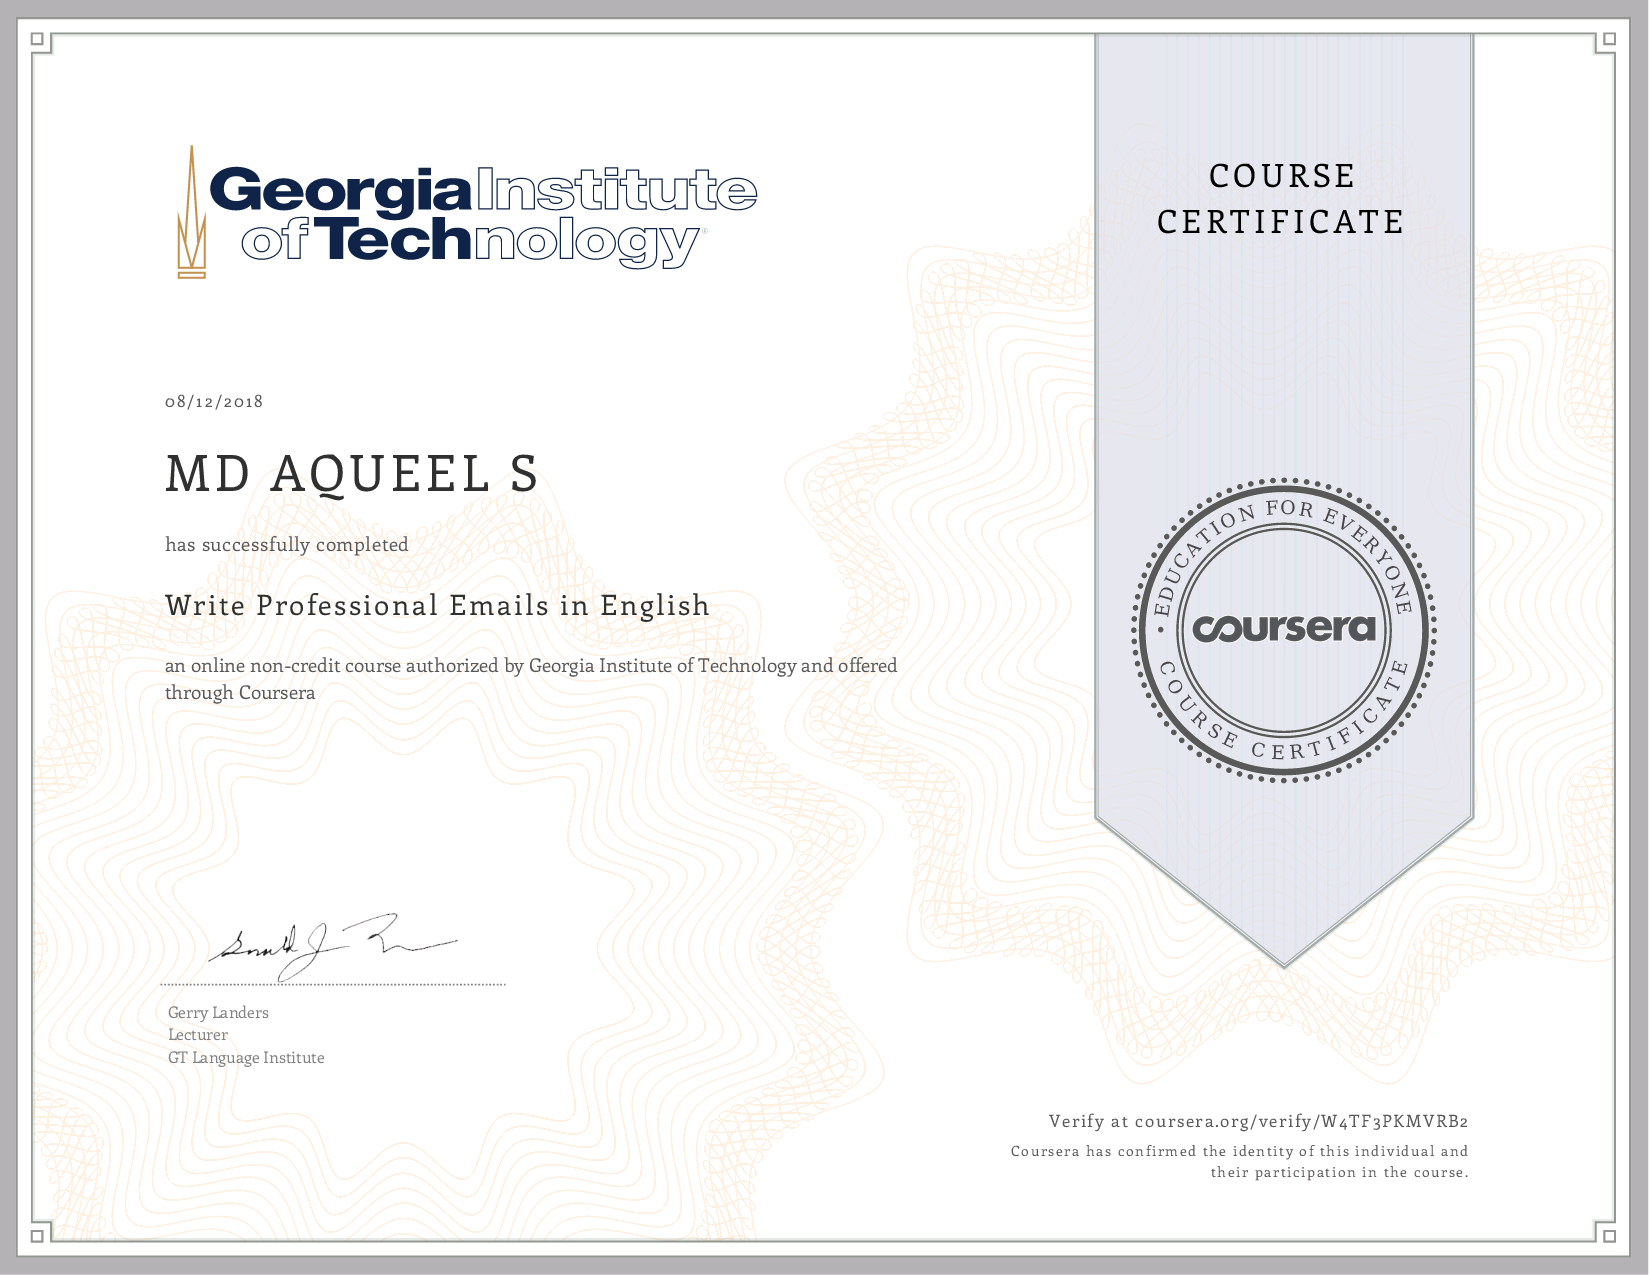 Georgia Institute
of Technology®
COURSE
CERTIFICATE
08/12/2018
MD AQUEEL S
has successfully completed
Write Professional Emails in English
an online non-credit course authorized by Georgia Institute of Technology and offered
through Coursera
• EDUCATION FOR EVERYONE
coursera
COURSE CERTIFICATE
Gerry Landers
Lecturer
GT Language Institute
Verify at coursera.org/verify/W4TF3PKMVRB2
Coursera has confirmed the identity of this individual and
their participation in the course.